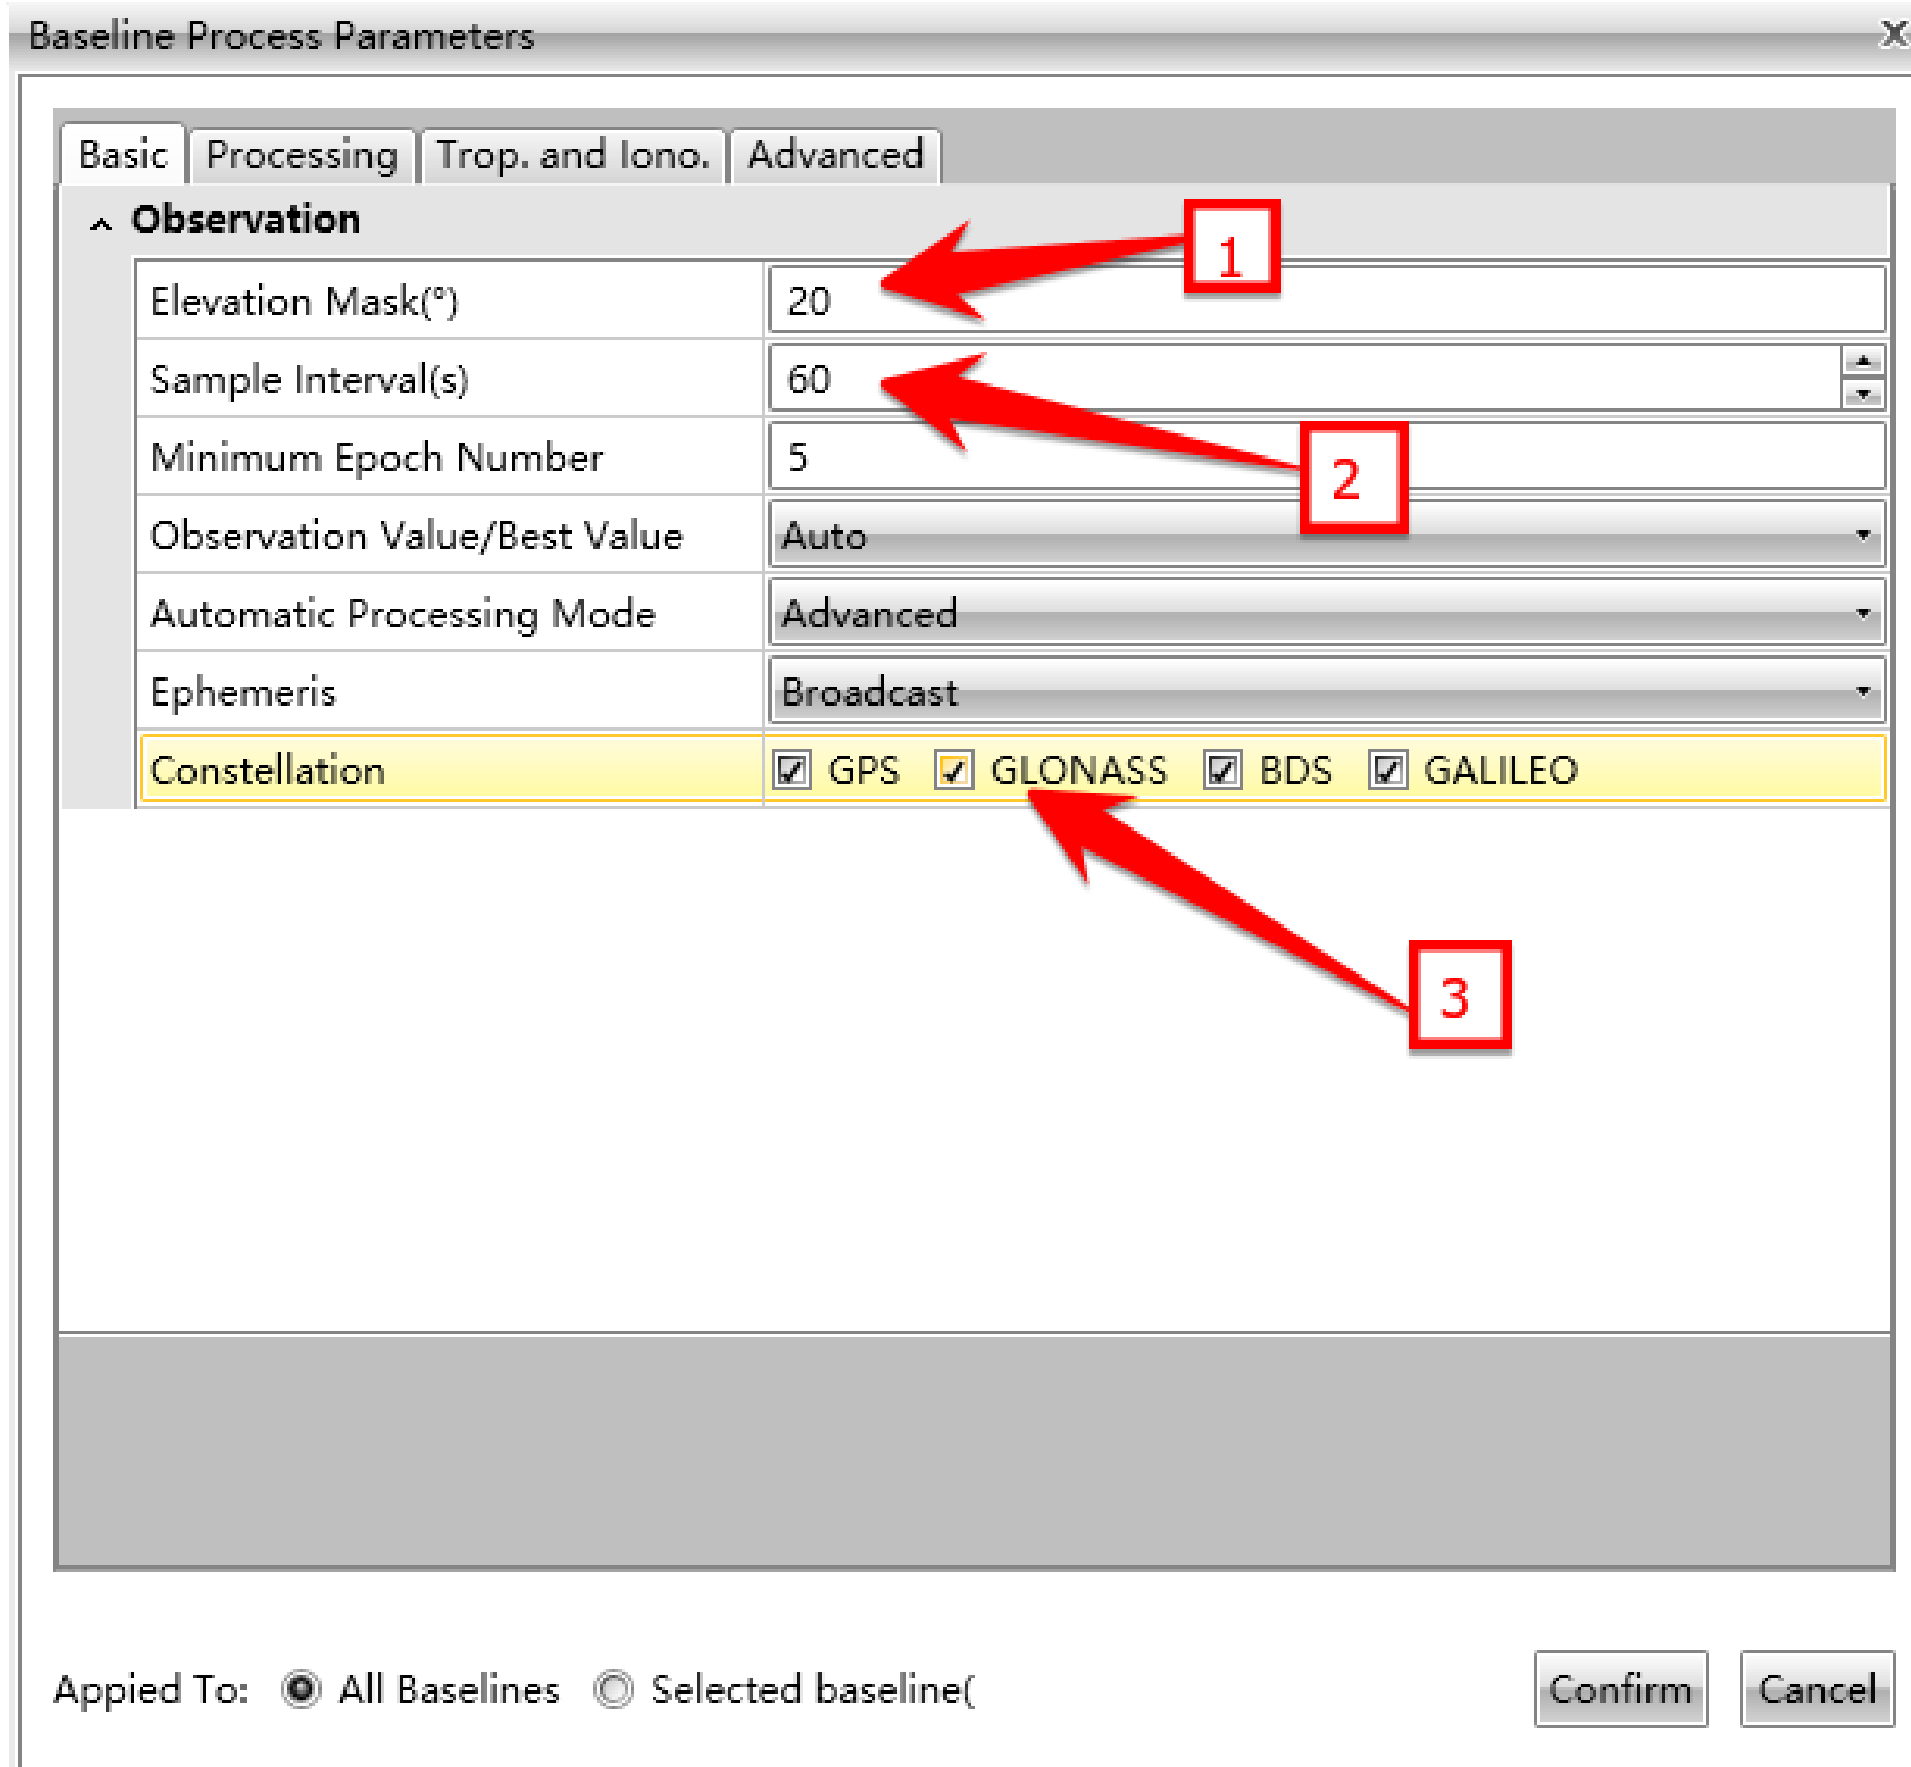 Baseline Process Parameters
Basic Processing Trop. and Iono. Advanced
Observation
1
Elevation Mask(°) 20
Sample Interval(s) 60
2
Minimum Epoch Number 5
Observation Value/Best Value Auto
Automatic Processing Mode Advanced
Ephemeris Broadcast
Constellation GPS GLONASS BDS GALILEO
3
Appied To: All Baselines Selected baseline( Confirm Cancel